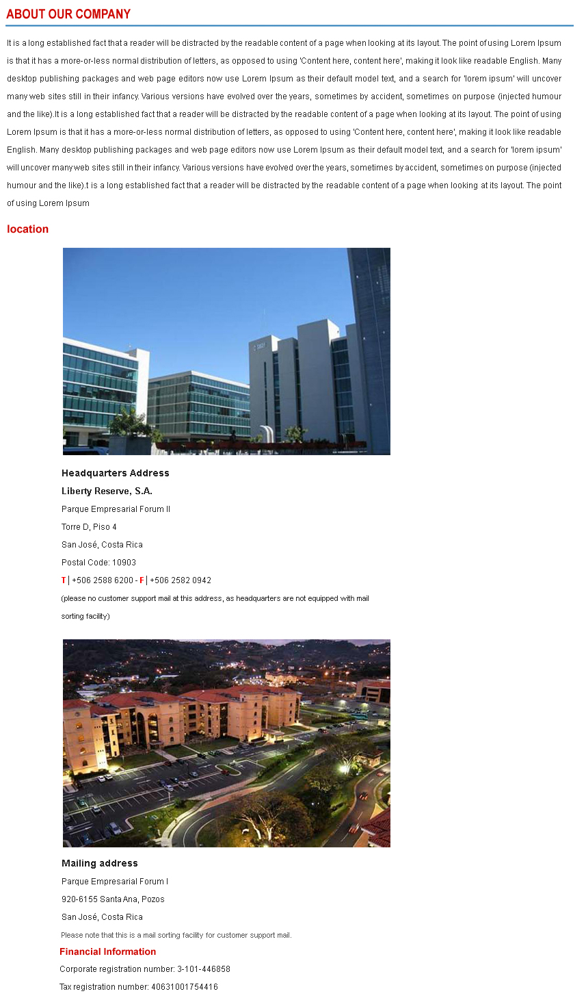 ABOUT OUR COMPANY
It is a long established fact that a reader will be distracted by the readable content of a page when looking at its layout. The point of using Lorem Ipsum
is that it has a more-or-less normal distribution of letters, as opposed to using 'Content here, content here', making it look like readable English. Many
desktop publishing packages and web page editors now use Lorem Ipsum as their default model text, and a search for 'lorem ipsum' will uncover
many web sites still in their infancy. Various versions have evolved over the years, sometimes by accident, sometimes on purpose (injected humour
and the like).It is a long established fact that a reader will be distracted by the readable content of a page when looking at its layout. The point of using
Lorem Ipsum is that it has a more-or-less normal distribution of letters, as opposed to using 'Content here, content here', making it look like readable
English. Many desktop publishing packages and web page editors now use Lorem Ipsum as their default model text, and a search for 'lorem ipsum'
will uncover many web sites still in their infancy. Various versions have evolved over the years, sometimes by accident, sometimes on purpose (injected
humour and the like).t is a long established fact that a reader will be distracted by the readable content of a page when looking at its layout. The point
of using Lorem Ipsum
location
Headquarters Address
Liberty Reserve, S.A.
Parque Empresarial Forum II
Torre D, Piso 4
San José, Costa Rica
Postal Code: 10903
T | +506 2588 6200 - F | +506 2582 0942
(please no customer support mail at this address, as headquarters are not equipped with mail
sorting facility)
Mailing address
Parque Empresarial Forum I
920-6155 Santa Ana, Pozos
San José, Costa Rica
Please note that this is a mail sorting facility for customer support mail.
Financial Information
Corporate registration number: 3-101-446858
Tax registration number: 40631001754416